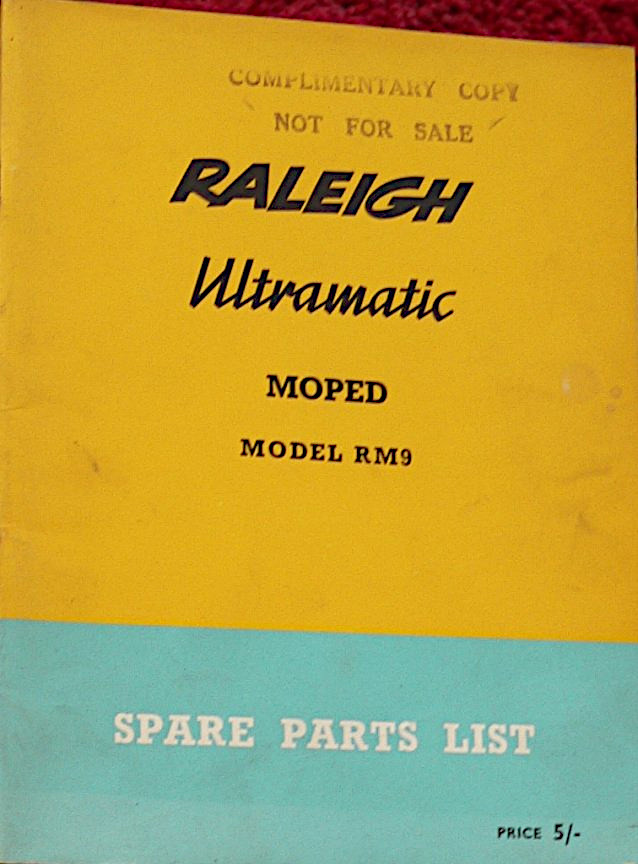 COMPLIMENTARY COPY
NOT FOR SALE
RALEIGH
Ultramatic
MOPED
MODEL RM9
SPARE PARTS LIST
PRICE 5/-